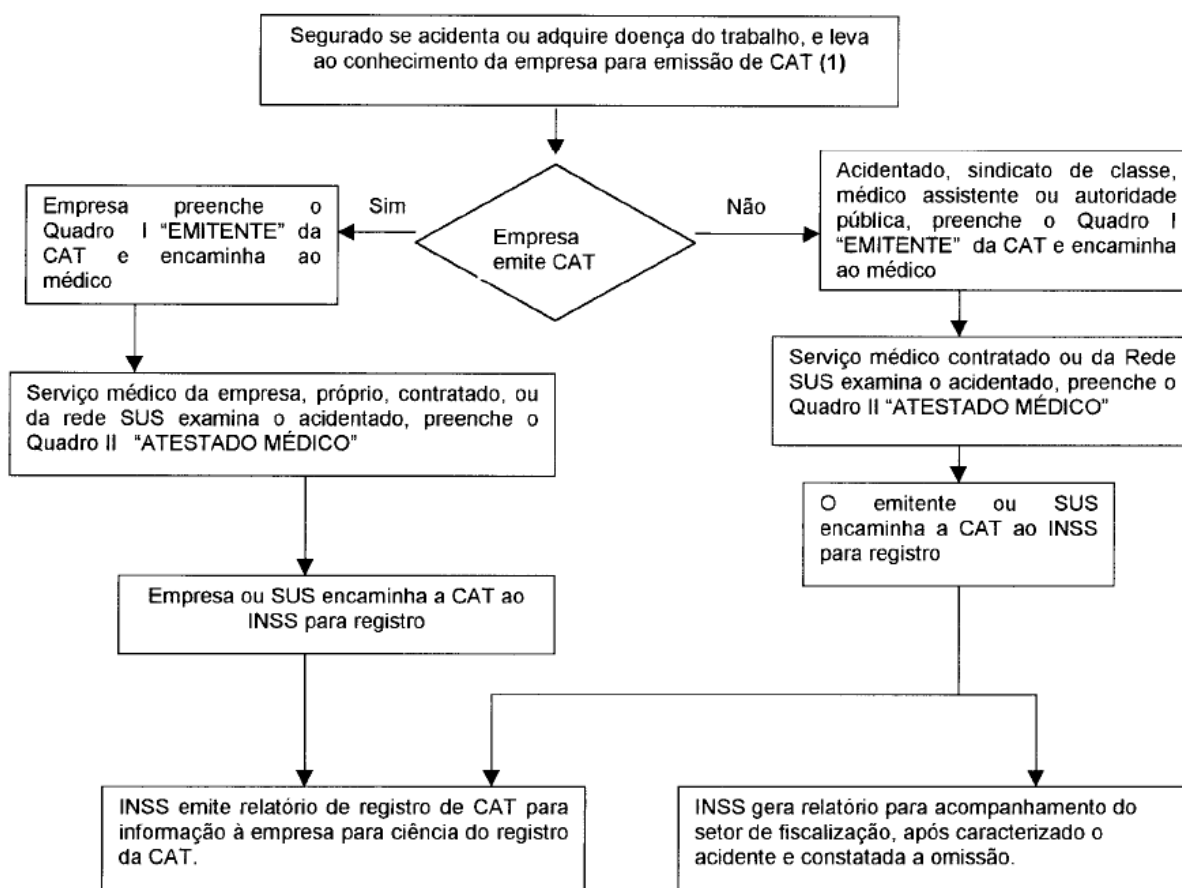 Segurado se acidenta ou adquire doença do trabalho, e leva
ao conhecimento da empresa para emissão de CAT (1)
Empresa preenche o
Quadro I “EMITENTE” da
CAT e encaminha ao
médico
Sim
Empresa
emite CAT
Não
Acidentado, sindicato de classe,
médico assistente ou autoridade
pública, preenche o Quadro I
“EMITENTE” da CAT e encaminha
ao médico
Serviço médico da empresa, próprio, contratado, ou
da rede SUS examina o acidentado, preenche o
Quadro II “ATESTADO MÉDICO”
Serviço médico contratado ou da Rede
SUS examina o acidentado, preenche o
Quadro II “ATESTADO MÉDICO”
O emitente ou SUS
encaminha a CAT ao INSS
para registro
Empresa ou SUS encaminha a CAT ao
INSS para registro
INSS emite relatório de registro de CAT para
informação à empresa para ciência do registro
da CAT.
INSS gera relatório para acompanhamento do
setor de fiscalização, após caracterizado o
acidente e constatada a omissão.